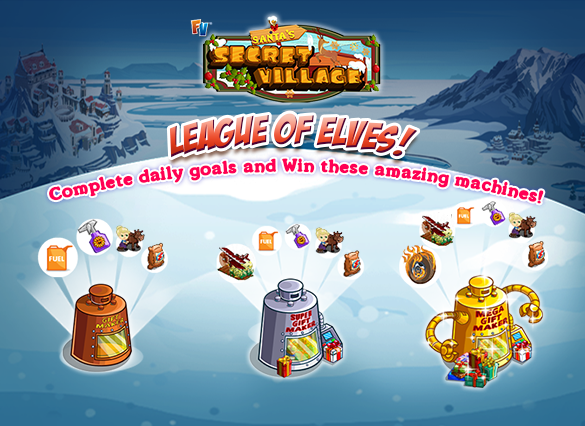 FV
SANTA'S
SECRET
VILLAGE
LEAGUE OF ELVES!
Complete daily goals and Win these amazing machines!
FUEL
FUEL
FUEL
GIFT
MAKER
SUPER
GIFT
MAKER
MEGA
GIFT
MAKER